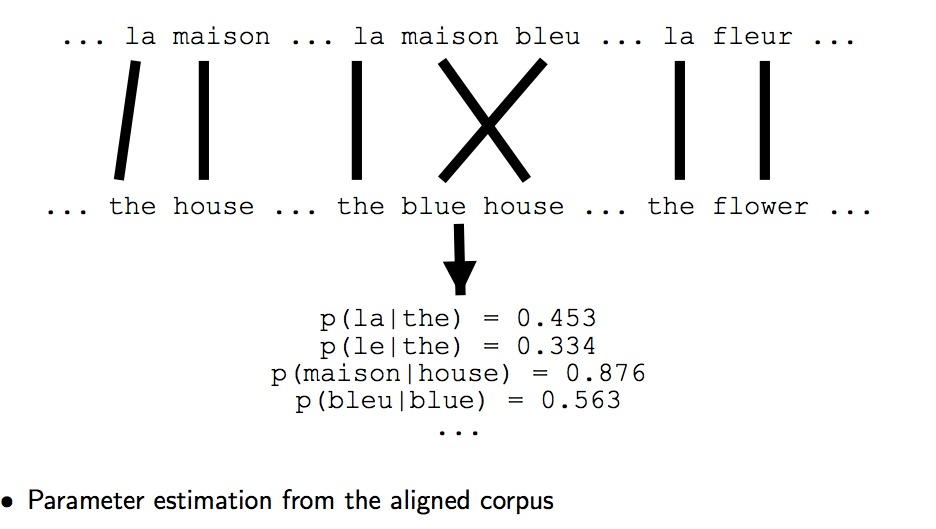 ... la maison ... la maison bleu ... la fleur ...
... the house ... the blue house ... the flower ...
p(la|the) = 0.453
p(le|the) = 0.334
p(maison|house) = 0.876
p(bleu|blue) = 0.563
...
• Parameter estimation from the aligned corpus